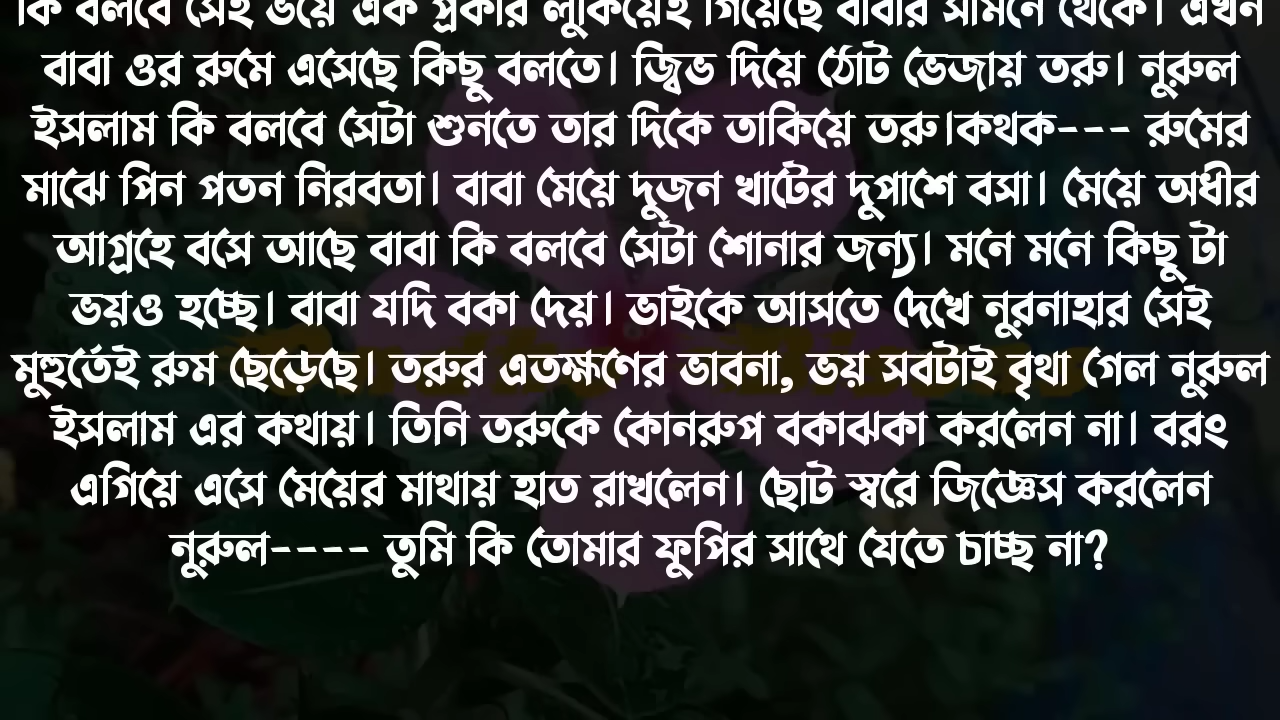 কি বলবে সেই ভয়ে এক প্রকার লুকিয়েই গিয়েছে বাবার সামনে থেকে। এখন
বাবা ওর রুমে এসেছে কিছু বলতে। জ্বিভ দিয়ে ঠোট ভেজায় তরু। নুরুল
ইসলাম কি বলবে সেটা শুনতে তার দিকে তাকিয়ে তরু।কথক--- রুমের
মাঝে পিন পতন নিরবতা। বাবা মেয়ে দুজন খাটের দুপাশে বসা। মেয়ে অধীর
আগ্রহে বসে আছে বাবা কি বলবে সেটা শোনার জন্য। মনে মনে কিছু টা
ভয়ও হচ্ছে। বাবা যদি বকা দেয়। ভাইকে আসতে দেখে নুরনাহার সেই
মুহুর্তেই রুম ছেড়েছে। তরুর এতক্ষণের ভাবনা, ভয় সবটাই বৃথা গেল নুরুল
ইসলাম এর কথায়। তিনি তরুকে কোনরুপ বকাঝকা করলেন না। বরং
এগিয়ে এসে মেয়ের মাথায় হাত রাখলেন। ছোট স্বরে জিজ্ঞেস করলেন
নুরুল---- তুমি কি তোমার ফুপির সাথে যেতে চাচ্ছ না?